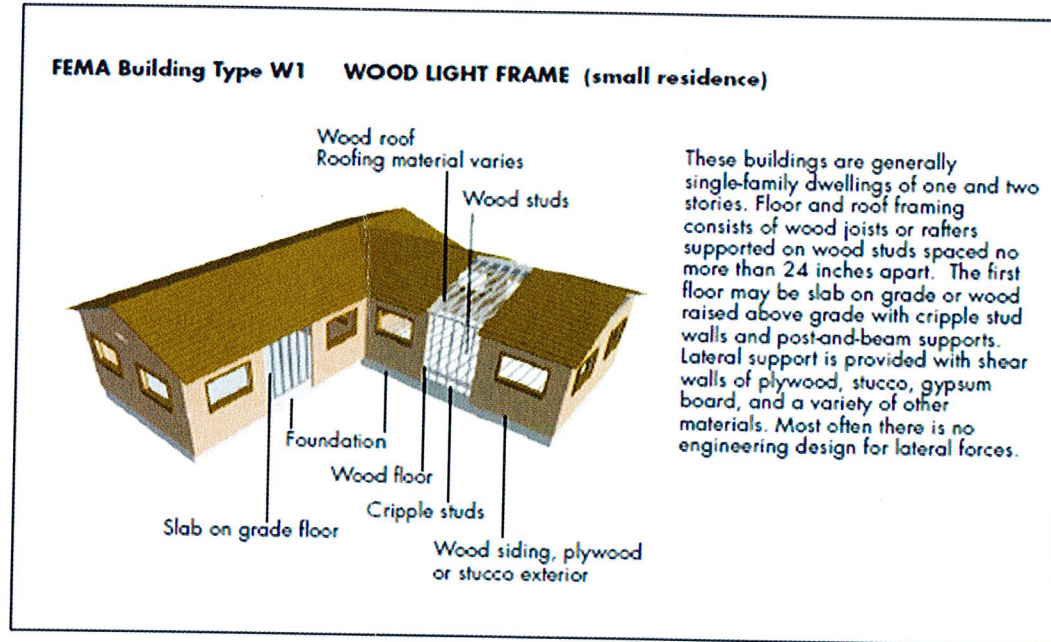 FEMA Building Type W1 WOOD LIGHT FRAME (small residence)
Wood roof
Roofing material varies
Wood studs
These buildings are generally
single-family dwellings of one and two
stories. Floor and roof framing
consists of wood joists or rafters
supported on wood studs spaced no
more than 24 inches apart. The first
floor may be slab on grade or wood
raised above grade with cripple stud
walls and post-and-beam supports.
Lateral support is provided with shear
walls of plywood, stucco, gypsum
board, and a variety of other
materials. Most often there is no
engineering design for lateral forces.
Foundation
Wood floor
Cripple studs
Slab on grade floor
Wood siding, plywood
or stucco exterior